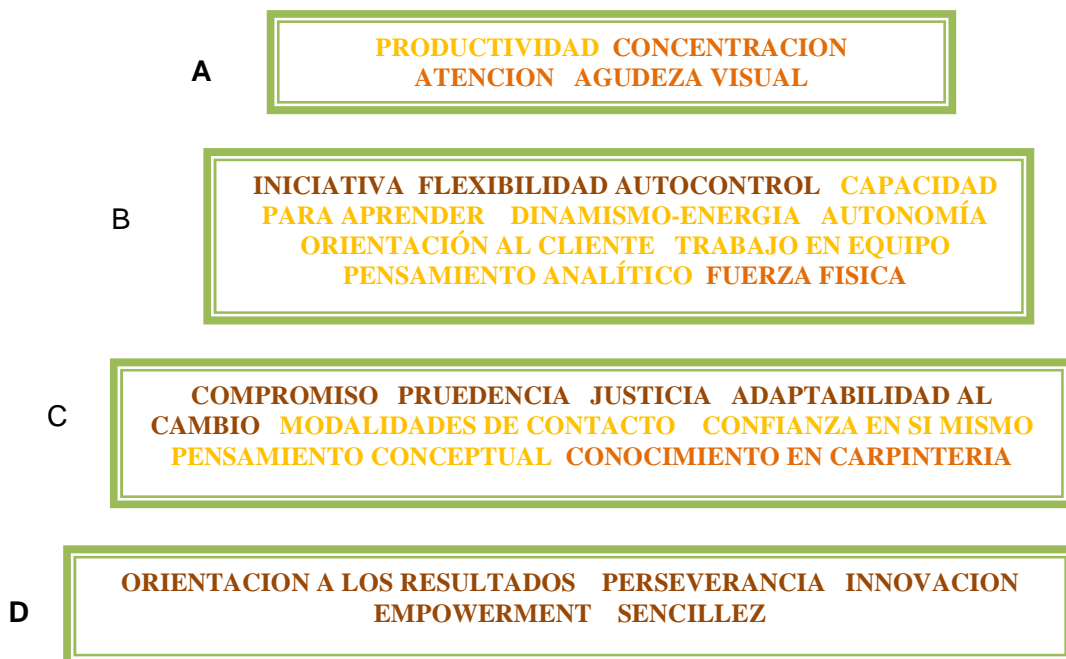 A
PRODUCTIVIDAD CONCENTRACION
ATENCION AGUDEZA VISUAL
B
INICIATIVA FLEXIBILIDAD AUTOCONTROL CAPACIDAD
PARA APRENDER DINAMISMO-ENERGIA AUTONOMÍA
ORIENTACIÓN AL CLIENTE TRABAJO EN EQUIPO
PENSAMIENTO ANALÍTICO FUERZA FISICA
C
COMPROMISO PRUEDENCIA JUSTICIA ADAPTABILIDAD AL
CAMBIO MODALIDADES DE CONTACTO CONFIANZA EN SI MISMO
PENSAMIENTO CONCEPTUAL CONOCIMIENTO EN CARPINTERIA
D
ORIENTACION A LOS RESULTADOS PERSEVERANCIA INNOVACION
EMPOWERMENT SENCILLEZ